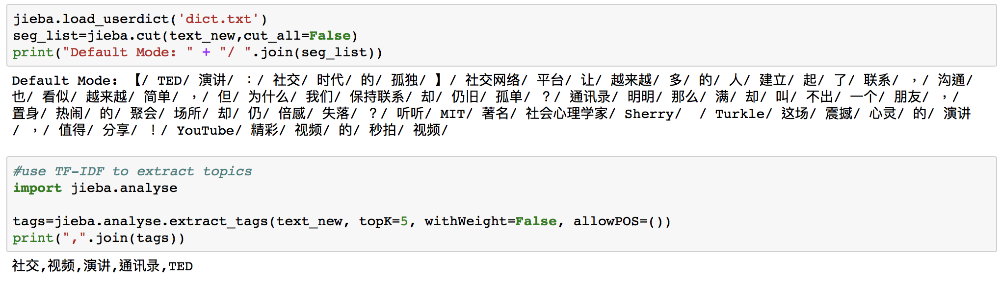 jieba.load_userdict('dict.txt')
seg_list=jieba.cut(text_new,cut_all=False)
print("Default Mode: " + "/ ".join(seg_list))
Default Mode: 【/ TED/ 演讲/ ：/ 社交/ 时代/ 的/ 孤独/ 】/ 社交网络/ 平台/ 让/ 越来越/ 多/ 的/ 人/ 建立/ 起/ 了/ 联系/ ，/ 沟通/
也/ 看似/ 越来越/ 简单/ ，/ 但/ 为什么/ 我们/ 保持联系/ 却/ 仍旧/ 孤单/ ？/ 通讯录/ 明明/ 那么/ 满/ 却/ 叫/ 不出/ 一个/ 朋友/ ，/
置身/ 热闹/ 的/ 聚会/ 场所/ 却/ 仍/ 倍感/ 失落/ ？/ 听听/ MIT/ 著名/ 社会心理学家/ Sherry/  / Turkle/ 这场/ 震撼/ 心灵/ 的/ 演讲
/ ，/ 值得/ 分享/ ！/ YouTube/ 精彩/ 视频/ 的/ 秒拍/ 视频/
#use TF-IDF to extract topics
import jieba.analyse
tags=jieba.analyse.extract_tags(text_new, topK=5, withWeight=False, allowPOS=())
print(",".join(tags))
社交,视频,演讲,通讯录,TED